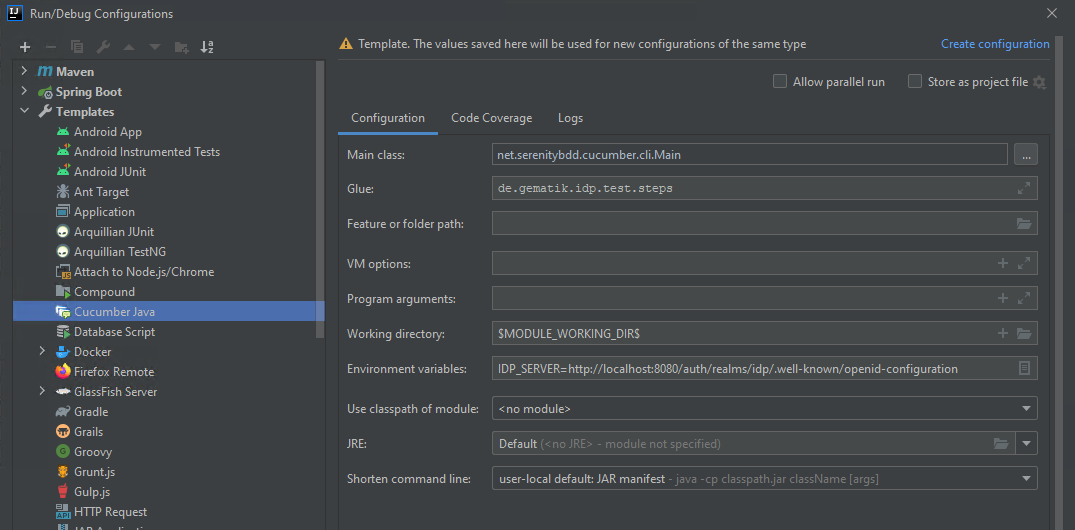 Run/Debug Configurations
Template. The values saved here will be used for new configurations of the same type
Create configuration
Allow parallel run
Store as project file
Maven
Spring Boot
Templates
Android App
Android Instrumented Tests
Android JUnit
Ant Target
Application
Arquillian JUnit
Arquillian TestNG
Attach to Node.js/Chrome
Compound
Cucumber Java
Database Script
Docker
Firefox Remote
GlassFish Server
Gradle
Grails
Groovy
Grunt.js
Gulp.js
HTTP Request
Configuration Code Coverage Logs
Main class: net.serenitybdd.cucumber.cli.Main ...
Glue: de.gematik.idp.test.steps
Feature or folder path:
VM options:
Program arguments:
Working directory: $MODULE_WORKING_DIR$
Environment variables: IDP_SERVER=http://localhost:8080/auth/realms/idp/.well-known/openid-configuration
Use classpath of module: <no module>
JRE: Default (<no JRE> - module not specified)
Shorten command line: user-local default: JAR manifest - java -cp classpath.jar className [args]